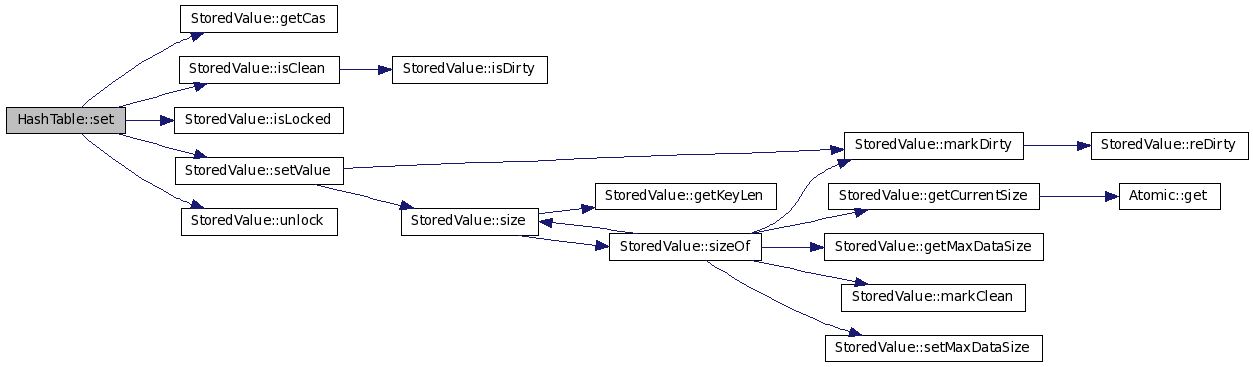 HashTable::set
StoredValue::getCas
StoredValue::isClean
StoredValue::isDirty
StoredValue::isLocked
StoredValue::setValue
StoredValue::unlock
StoredValue::size
StoredValue::getKeyLen
StoredValue::sizeOf
StoredValue::markDirty
StoredValue::reDirty
StoredValue::getCurrentSize
Atomic::get
StoredValue::getMaxDataSize
StoredValue::markClean
StoredValue::setMaxDataSize